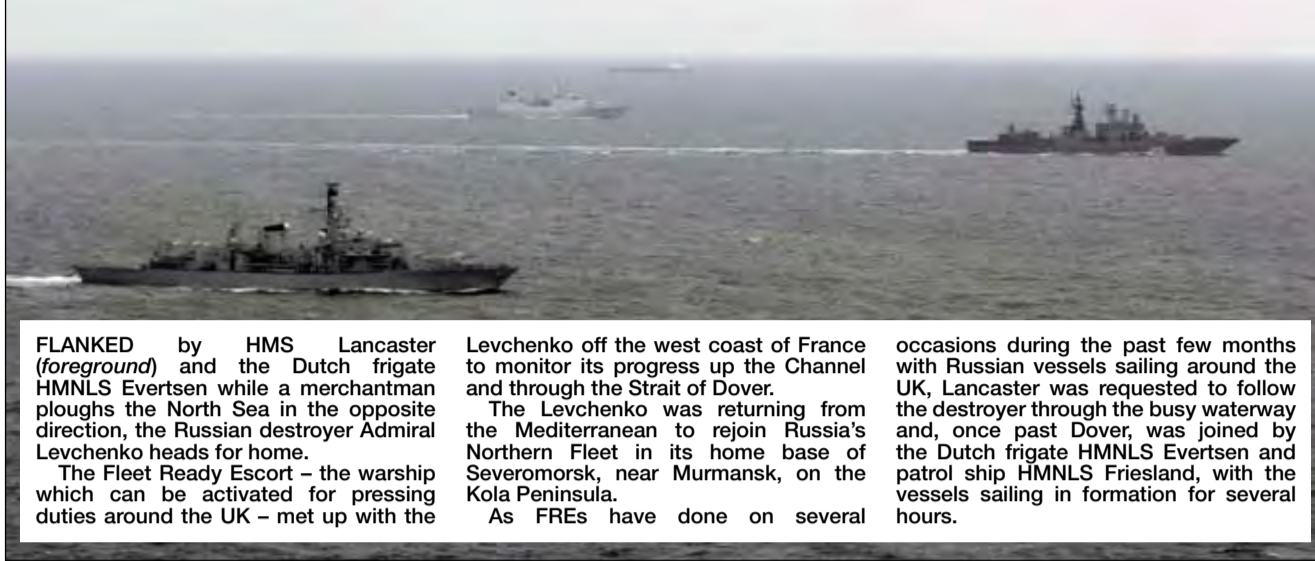 FLANKED by HMS Lancaster
(foreground) and the Dutch frigate
HMNLS Evertsen while a merchantman
ploughs the North Sea in the opposite
direction, the Russian destroyer Admiral
Levchenko heads for home.
The Fleet Ready Escort – the warship
which can be activated for pressing
duties around the UK – met up with the
Levchenko off the west coast of France
to monitor its progress up the Channel
and through the Strait of Dover.
The Levchenko was returning from
the Mediterranean to rejoin Russia’s
Northern Fleet in its home base of
Severomorsk, near Murmansk, on the
Kola Peninsula.
As FREs have done on several
occasions during the past few months
with Russian vessels sailing around the
UK, Lancaster was requested to follow
the destroyer through the busy waterway
and, once past Dover, was joined by
the Dutch frigate HMNLS Evertsen and
patrol ship HMNLS Friesland, with the
vessels sailing in formation for several
hours.